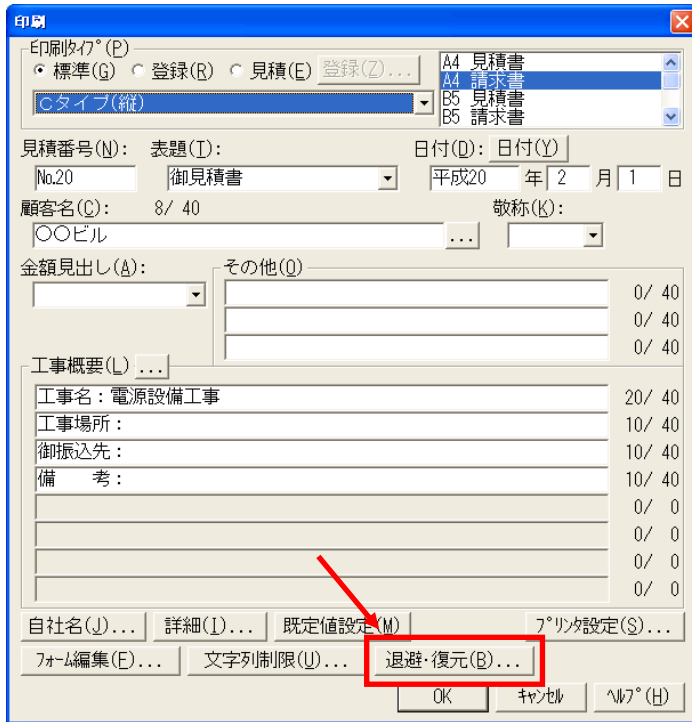 印刷
印刷ﾀｲﾌﾟ(P)
標準(G) 登録(R) 見積(E) 登録(Z)...
Cタイプ(縦)
A4 見積書
A4 請求書
B5 見積書
B5 請求書
見積番号(N): 表題(T): 日付(D): 日付(Y)
No.20 御見積書 平成20 年 2 月 1 日
顧客名(C): 8/ 40 敬称(K):
〇〇ビル ...
金額見出し(A): その他(O)
0/ 40
0/ 40
0/ 40
工事概要(L) ...
工事名：電源設備工事 20/ 40
工事場所： 10/ 40
御振込先： 10/ 40
備　　考： 10/ 40
0/ 0
0/ 0
0/ 0
0/ 0
自社名(J)... 詳細(I)... 既定値設定(M) ﾌﾟﾘﾝﾀ設定(S)...
ﾌｫｰﾑ編集(F)... 文字列制限(U)... 退避･復元(B)...
OK ｷｬﾝｾﾙ ﾍﾙﾌﾟ(H)